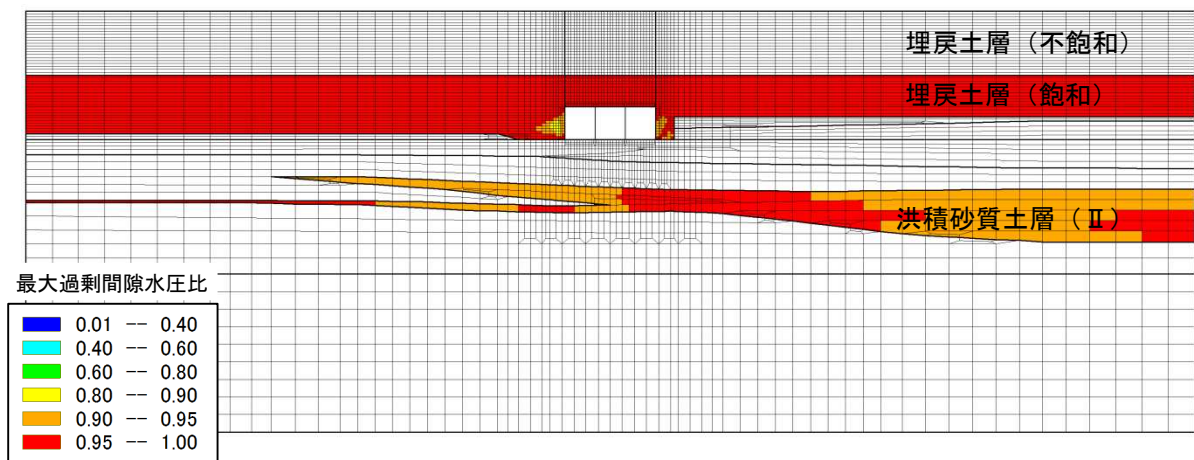 埋戻土層（不飽和）
埋戻土層（飽和）
洪積砂質土層（Ⅱ）
最大過剰間隙水圧比
0.01 -- 0.40
0.40 -- 0.60
0.60 -- 0.80
0.80 -- 0.90
0.90 -- 0.95
0.95 -- 1.00